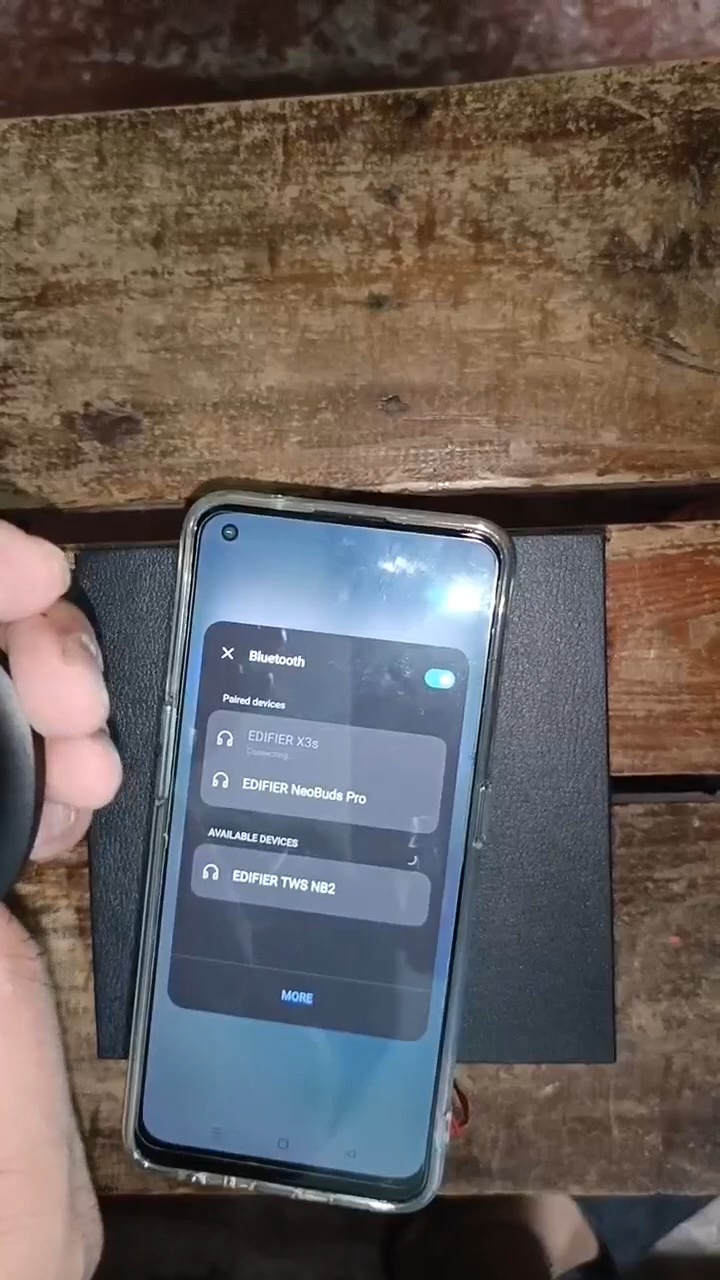 Bluetooth
Paired devices
EDIFIER X3s
Connecting...
EDIFIER NeoBuds Pro
AVAILABLE DEVICES
EDIFIER TWS NB2
MORE